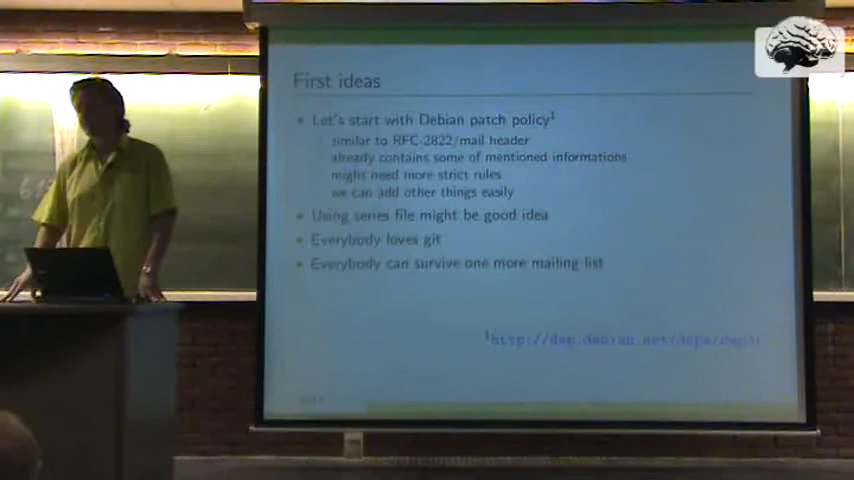 First ideas
Let's start with Debian patch policy1
similar to RFC-2822/mail header
already contains some of mentioned informations
might need more strict rules
we can add other things easily
Using series file might be good idea
Everybody loves git
Everybody can survive one more mailing list
1http://dep.debian.net/deps/dep3/